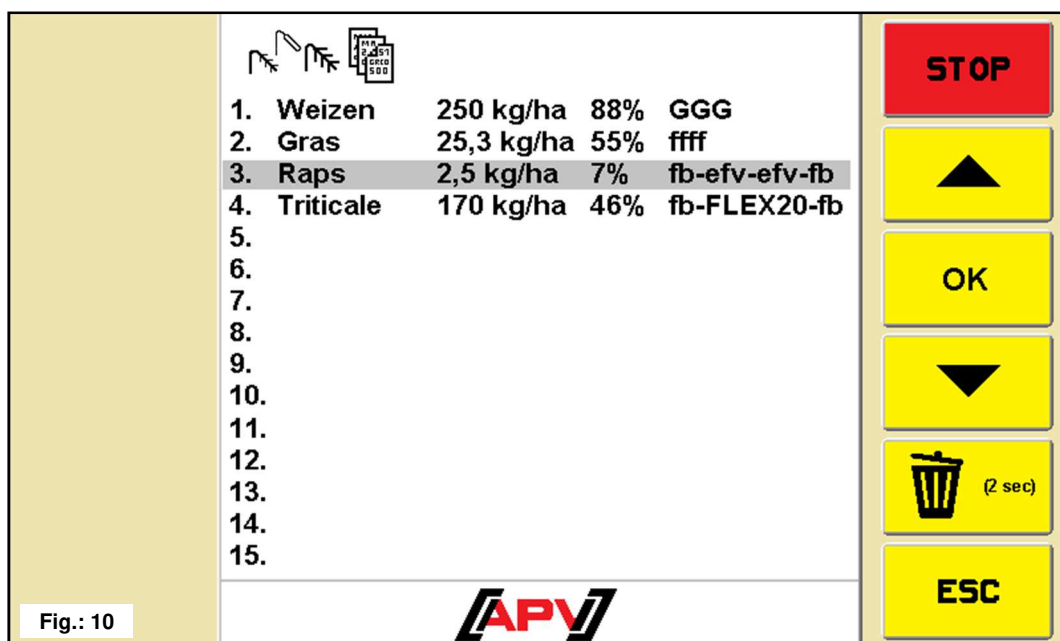 STOP
1. Weizen 250 kg/ha 88% GGG
2. Gras 25,3 kg/ha 55% ffff
3. Raps 2,5 kg/ha 7% fb-efv-efv-fb
4. Triticale 170 kg/ha 46% fb-FLEX20-fb
5.
6.
7.
8.
9.
10.
11.
12.
13.
14.
15.
OK
(2 sec)
ESC
Fig.: 10
APV